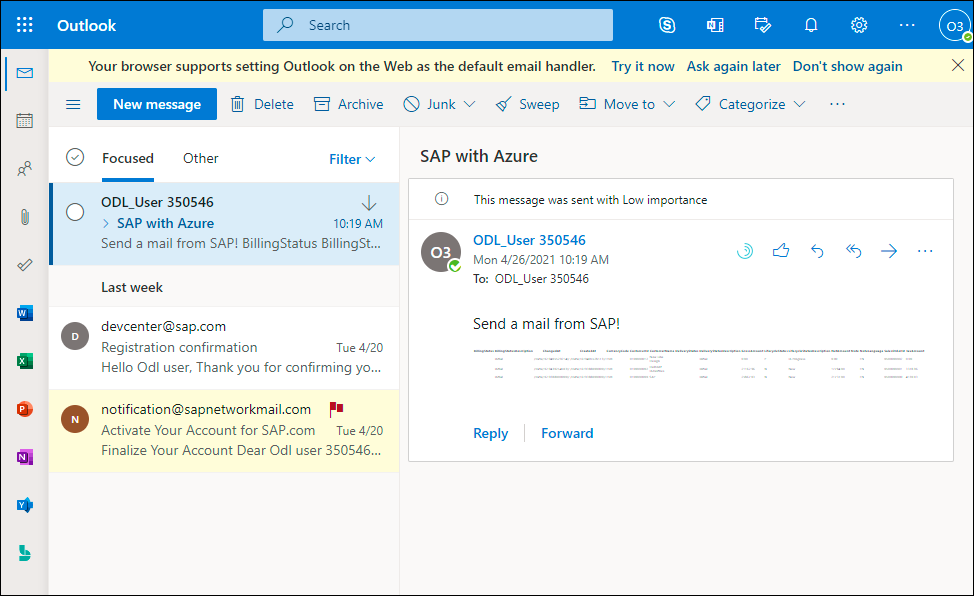 Outlook
Search
O3
Your browser supports setting Outlook on the Web as the default email handler. Try it now Ask again later Don't show again
New message Delete Archive Junk Sweep Move to Categorize
Focused Other Filter
ODL_User 350546
SAP with Azure 10:19 AM
Send a mail from SAP! BillingStatus BillingSt...
Last week
D
devcenter@sap.com
Registration confirmation Tue 4/20
Hello Odl user, Thank you for confirming yo...
N
notification@sapnetworkmail.com
Activate Your Account for SAP.com Tue 4/20
Finalize Your Account Dear Odl user 350546...
SAP with Azure
This message was sent with Low importance
O3
ODL_User 350546
Mon 4/26/2021 10:19 AM
To: ODL_User 350546
Send a mail from SAP!
Reply Forward